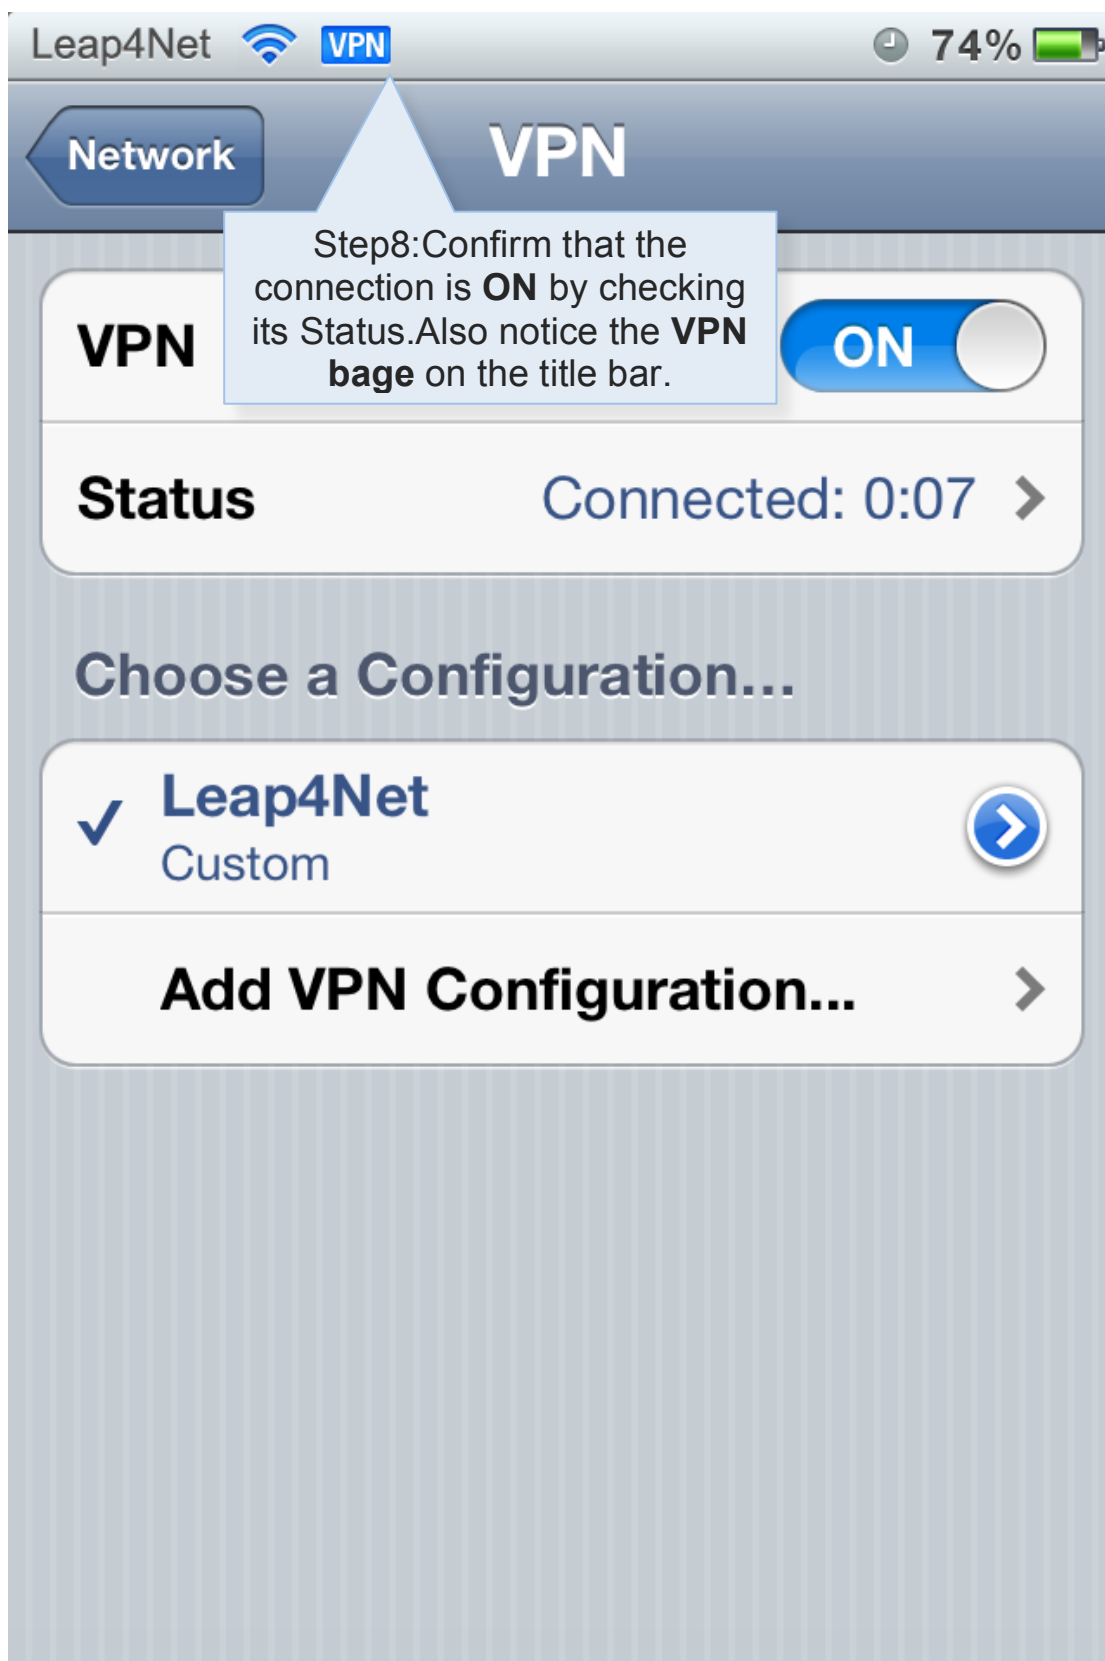 Leap4Net VPN 74%
Network VPN
Step8:Confirm that the
connection is ON by checking
its Status.Also notice the VPN
bage on the title bar.
VPN ON
Status Connected: 0:07
Choose a Configuration...
Leap4Net
Custom
Add VPN Configuration...